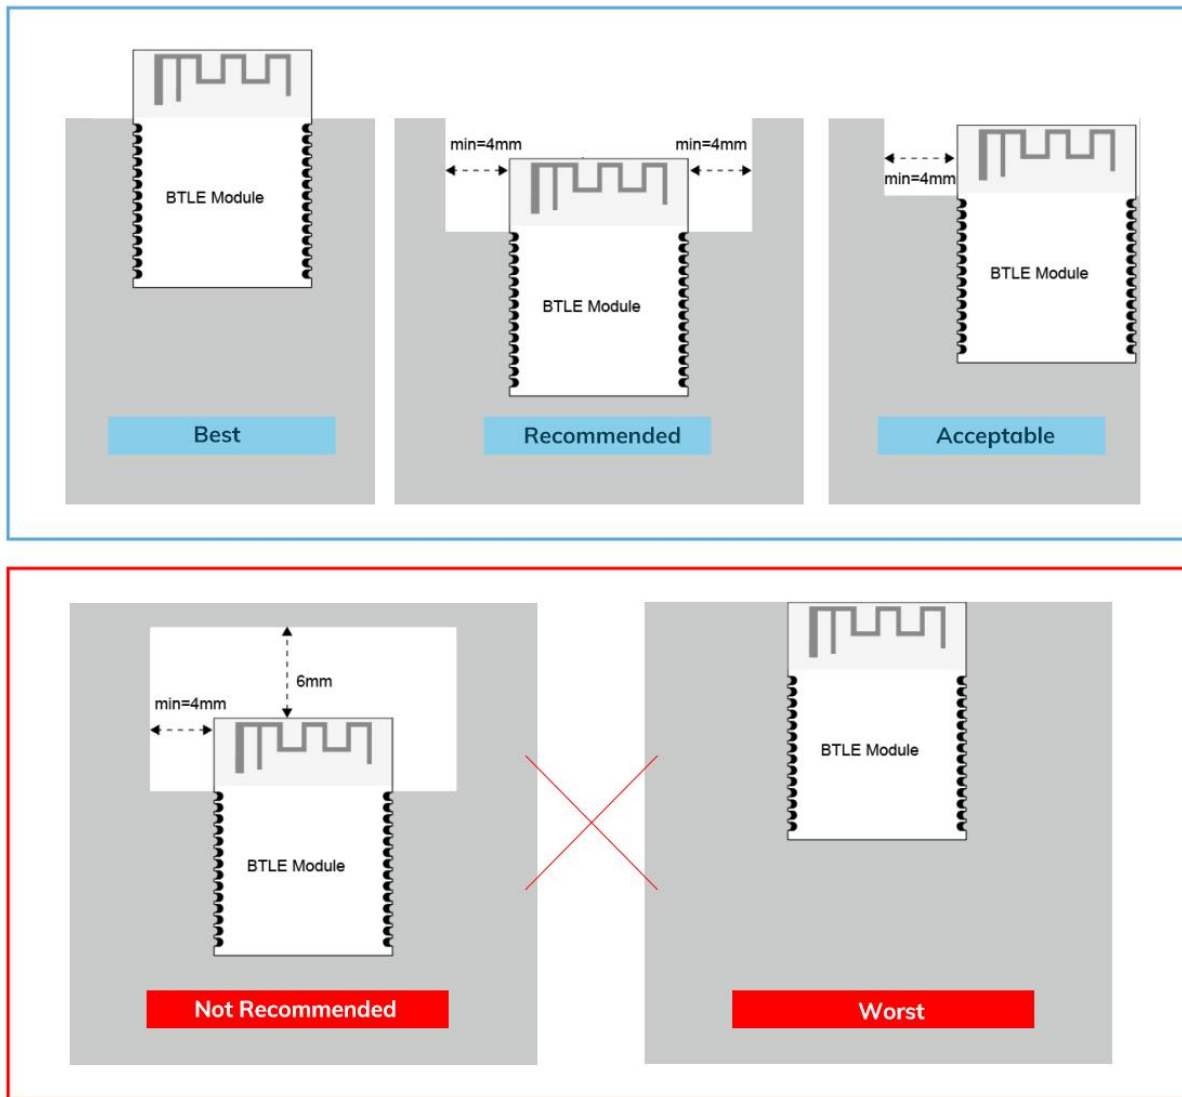 min=4mm
min=4mm
min=4mm
BTLE Module
BTLE Module
BTLE Module
Best
Recommended
Acceptable
6mm
min=4mm
BTLE Module
BTLE Module
Not Recommended
Worst